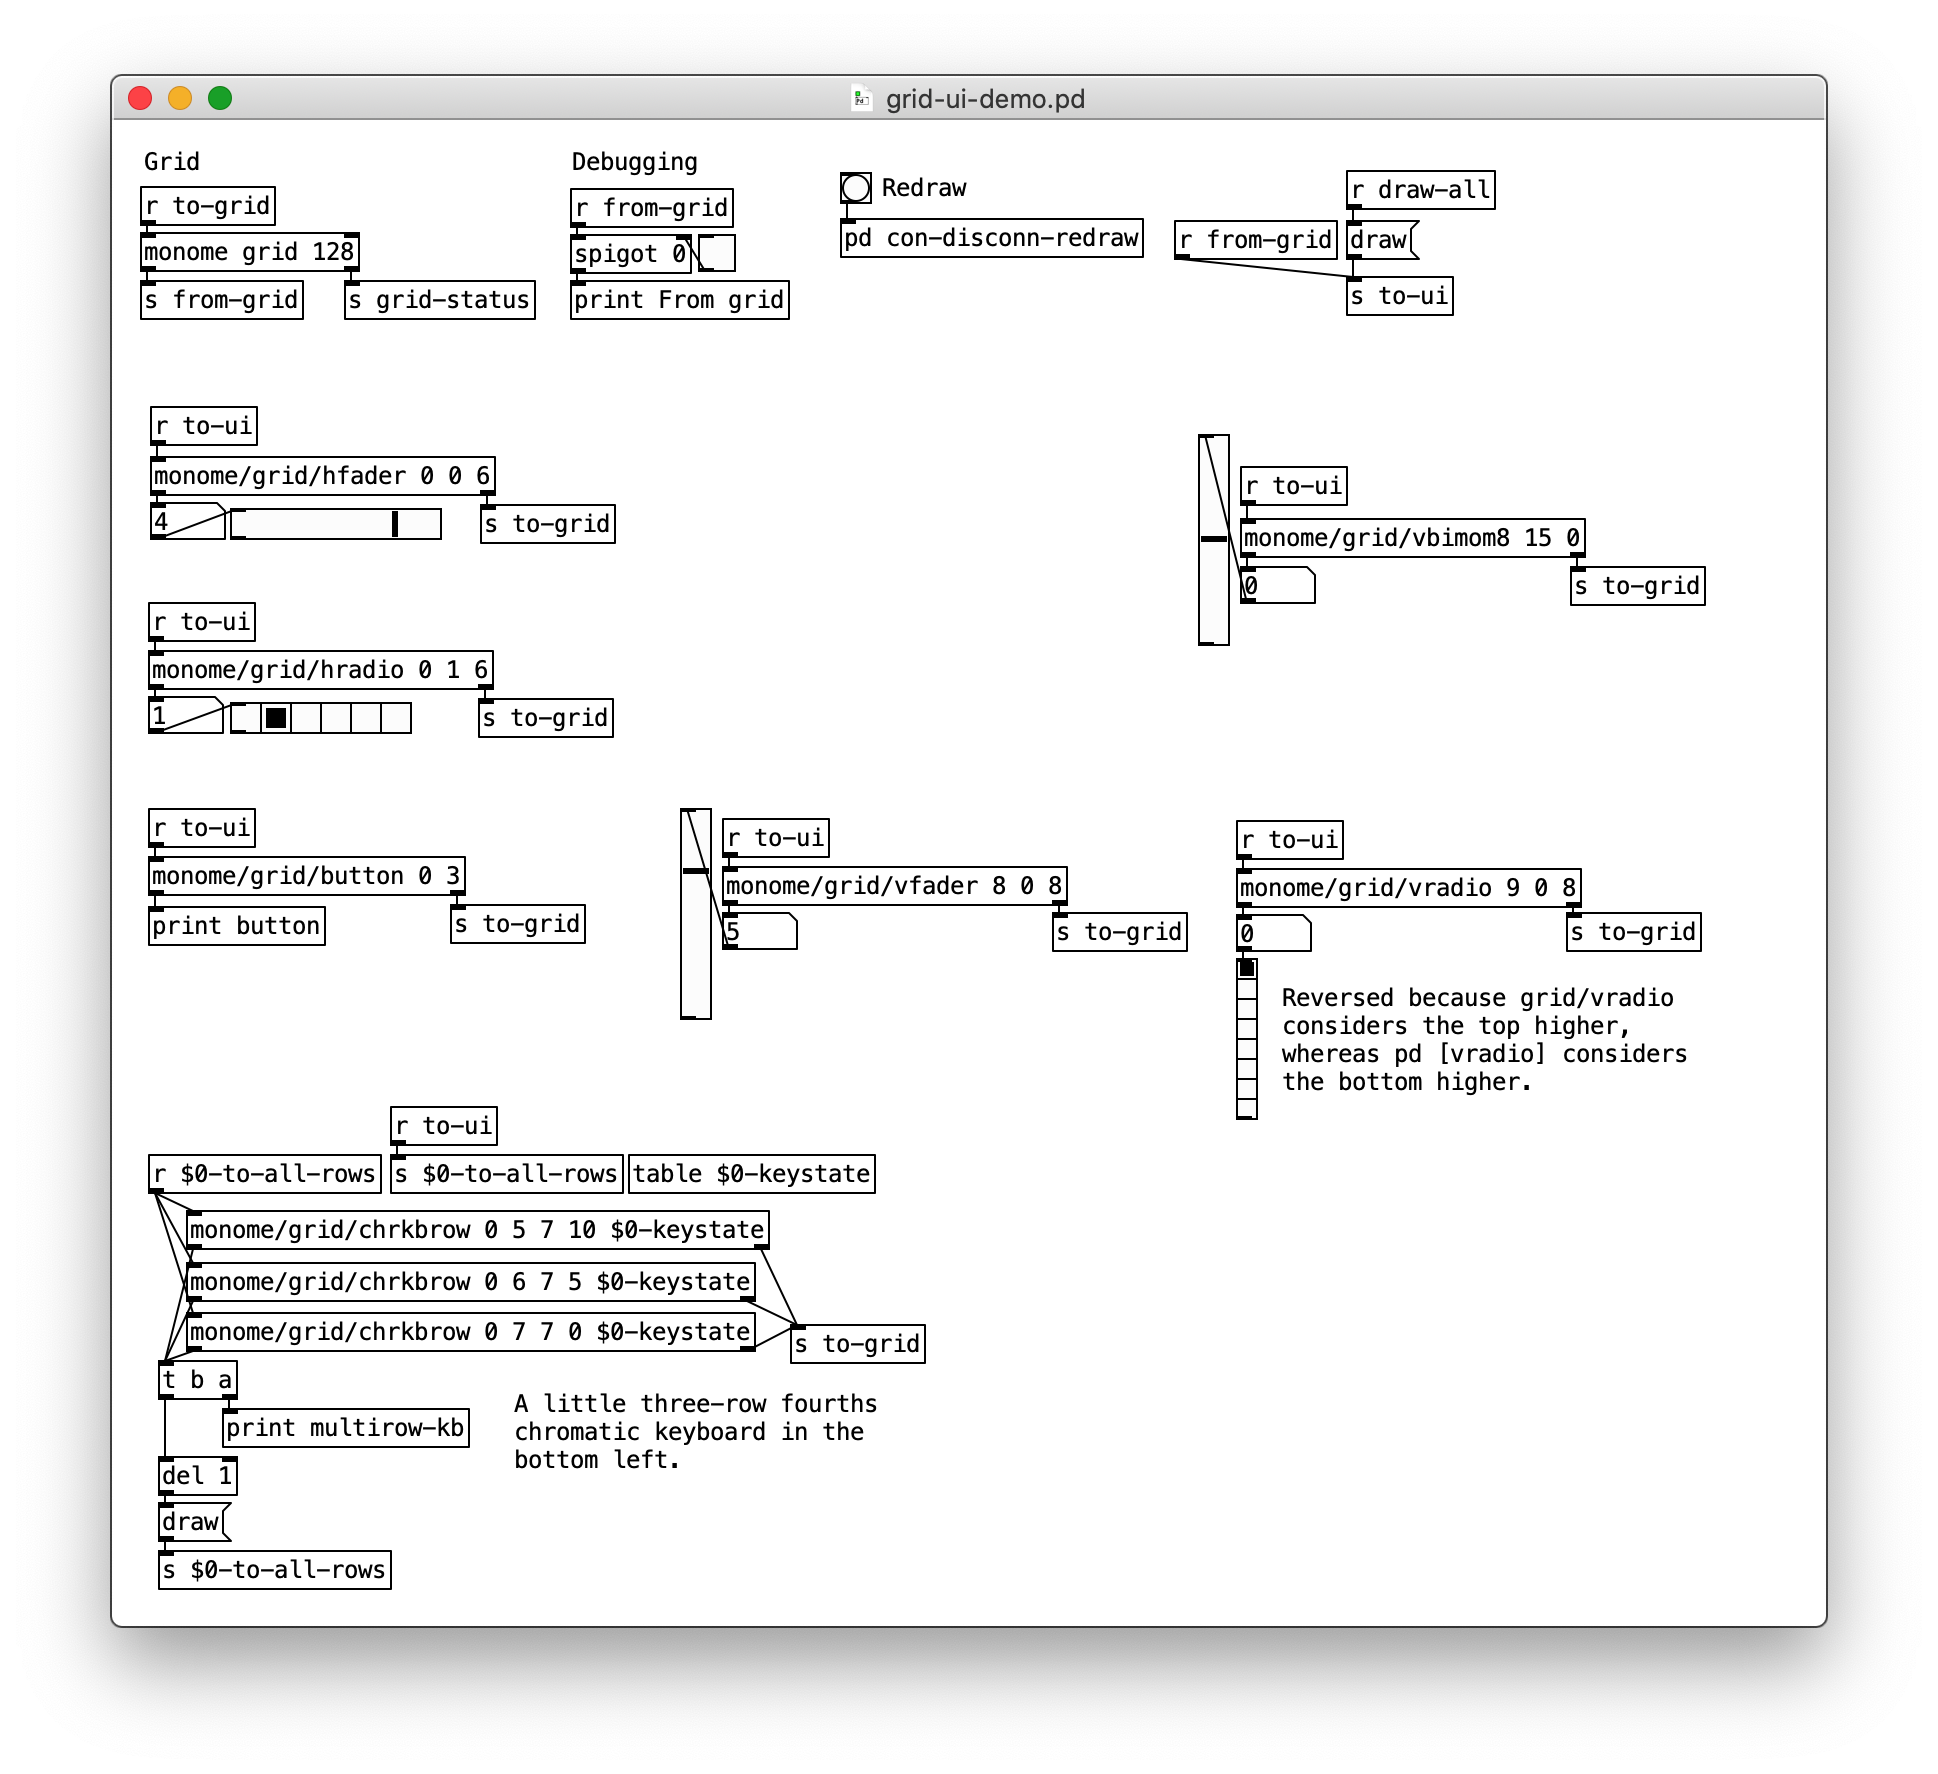 grid-ui-demo.pd
Grid
r to-grid
monome grid 128
s from-grid
s grid-status
Debugging
r from-grid
spigot 0
print From grid
Redraw
pd con-disconn-redraw
r draw-all
r from-grid
draw
s to-ui
r to-ui
monome/grid/hfader 0 0 6
4
s to-grid
r to-ui
monome/grid/vbimom8 15 0
0
s to-grid
r to-ui
monome/grid/hradio 0 1 6
1
s to-grid
r to-ui
monome/grid/button 0 3
print button
s to-grid
r to-ui
monome/grid/vfader 8 0 8
5
s to-grid
r to-ui
monome/grid/vradio 9 0 8
0
s to-grid
Reversed because grid/vradio
considers the top higher,
whereas pd [vradio] considers
the bottom higher.
r to-ui
r $0-to-all-rows
s $0-to-all-rows
table $0-keystate
monome/grid/chrkbrow 0 5 7 10 $0-keystate
monome/grid/chrkbrow 0 6 7 5 $0-keystate
monome/grid/chrkbrow 0 7 7 0 $0-keystate
s to-grid
t b a
print multirow-kb
A little three-row fourths
chromatic keyboard in the
bottom left.
del 1
draw
s $0-to-all-rows